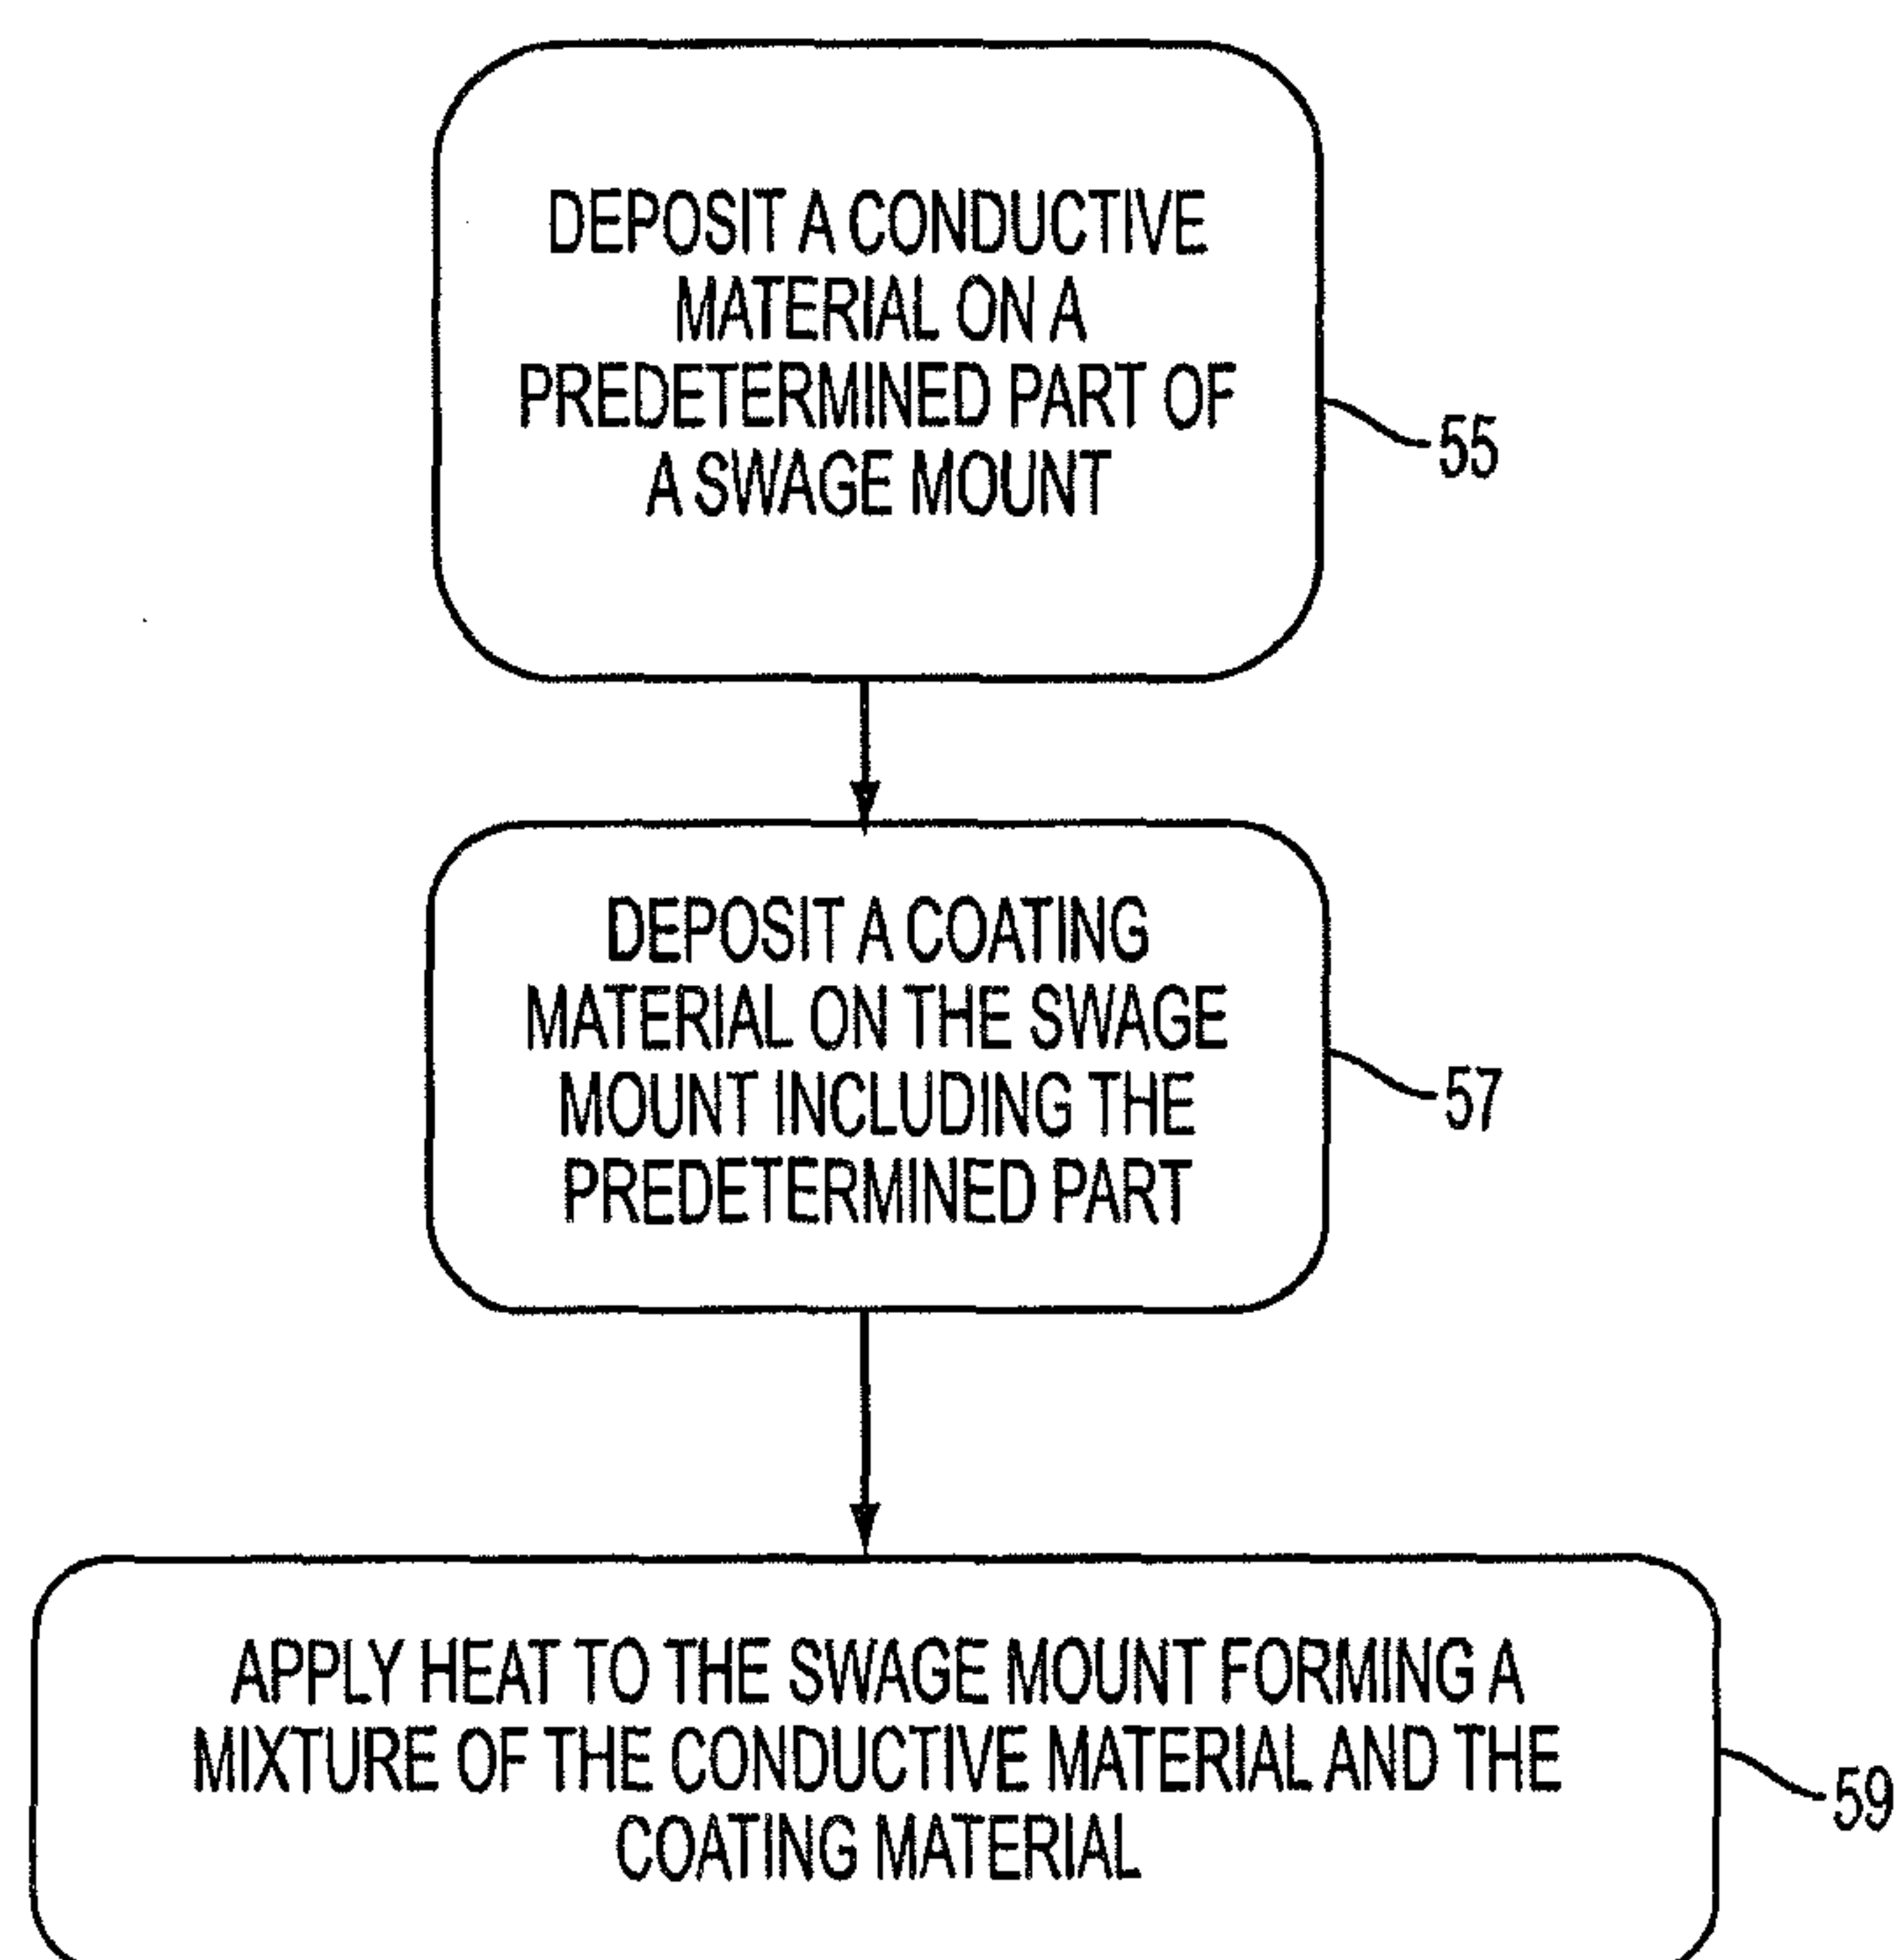 DEPOSIT A CONDUCTIVE
MATERIAL ON A
PREDETERMINED PART OF
A SWAGE MOUNT
55
DEPOSIT A COATING
MATERIAL ON THE SWAGE
MOUNT INCLUDING THE
PREDETERMINED PART
57
APPLY HEAT TO THE SWAGE MOUNT FORMING A
MIXTURE OF THE CONDUCTIVE MATERIAL AND THE
COATING MATERIAL
59